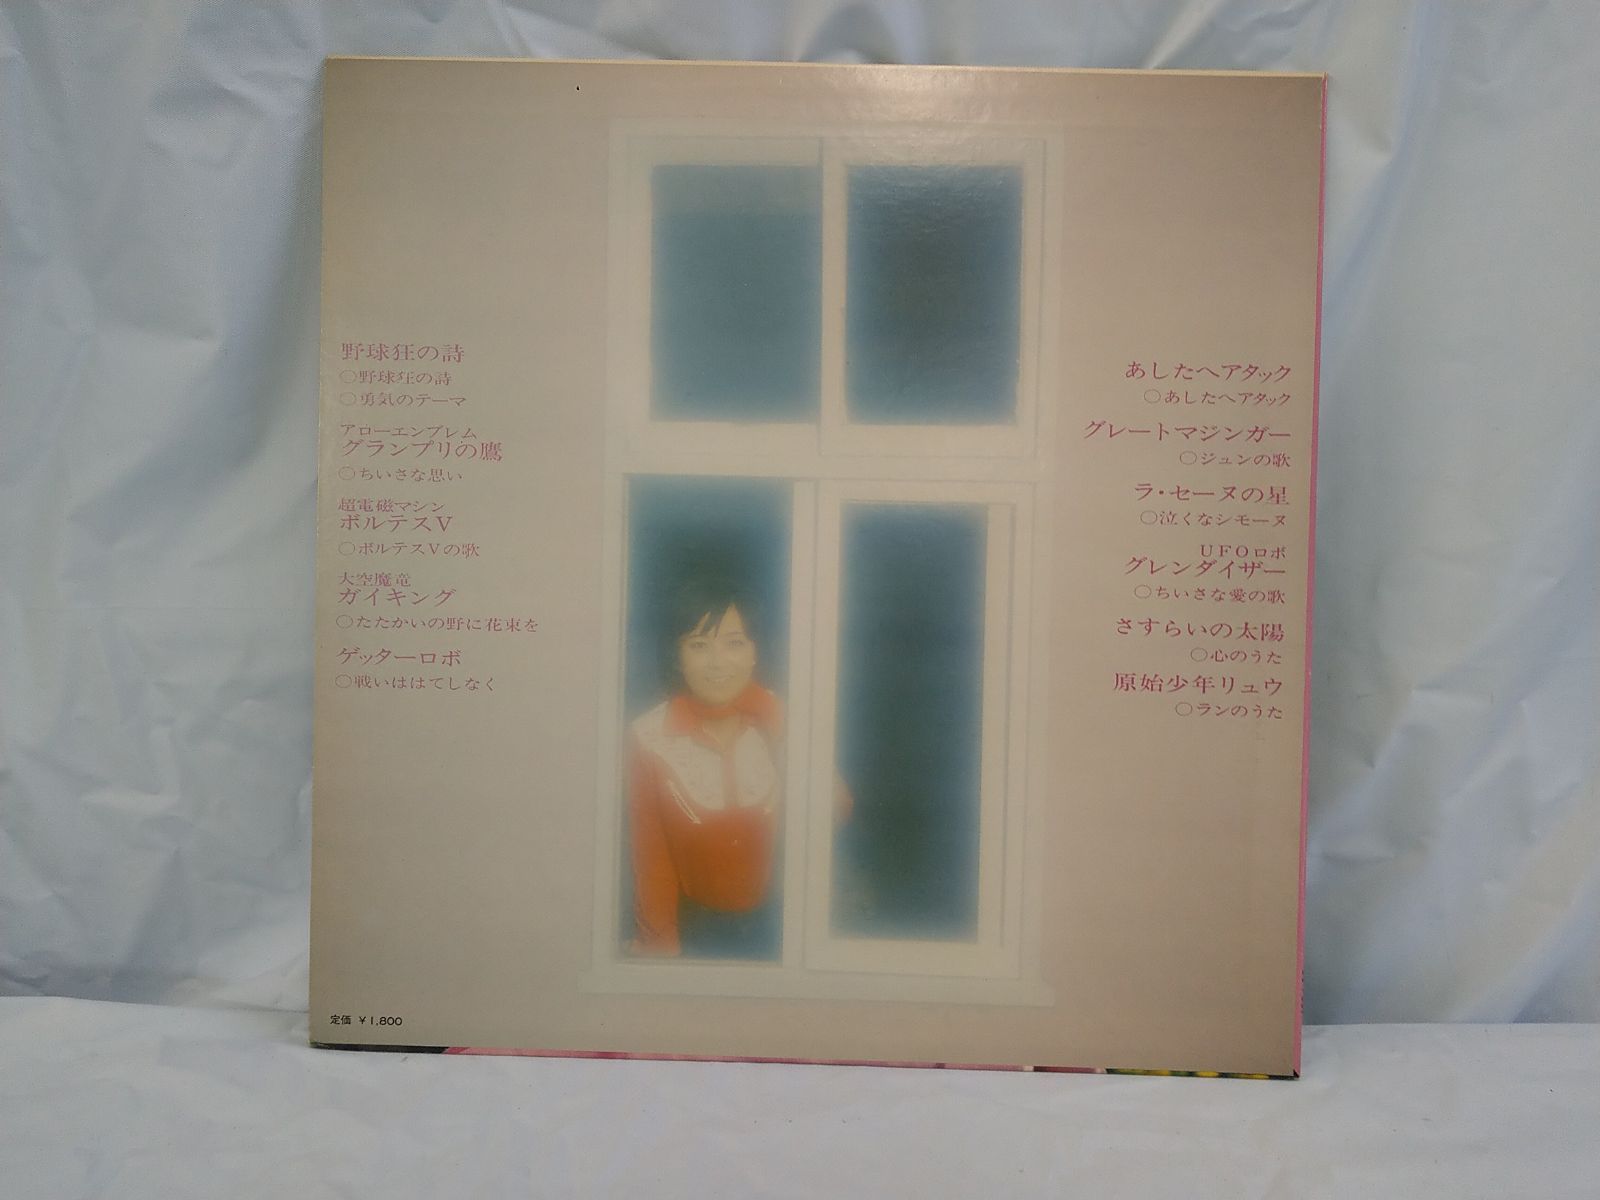 野球狂の詩
○野球狂の詩
○勇気のテーマ
アローエンブレム
グランプリの鷹
○ちいさな思い
超電磁マシン
ボルテスV
○ボルテスVの歌
大空魔竜
ガイキング
○たたかいの野に花束を
ゲッターロボ
○戦いははてしなく
あしたへアタック
○あしたへアタック
グレートマジンガー
○ジュンの歌
ラ・セーヌの星
○泣くなシモーヌ
UFOロボ
グレンダイザー
○ちいさな愛の歌
さすらいの太陽
○心のうた
原始少年リュウ
○ランのうた
定価 ¥1,800